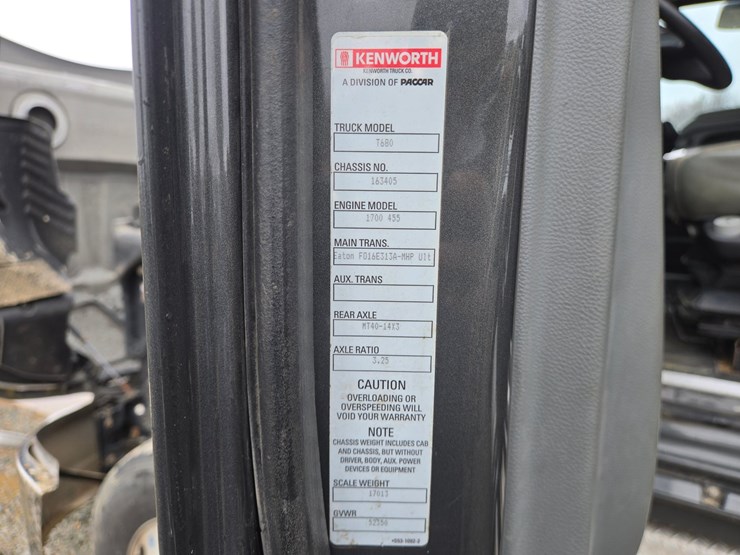 KENWORTH
KENWORTH TRUCK CO.
A DIVISION OF PACCAR
TRUCK MODEL
T680
CHASSIS NO.
163405
ENGINE MODEL
1700 455
MAIN TRANS.
Eaton FO16E313A-MHP Ult
AUX. TRANS
REAR AXLE
MT40-14X3
AXLE RATIO
3.25
CAUTION
OVERLOADING OR
OVERSPEEDING WILL
VOID YOUR WARRANTY
NOTE
CHASSIS WEIGHT INCLUDES CAB
AND CHASSIS, BUT WITHOUT
DRIVER, BODY, AUX. POWER
DEVICES OR EQUIPMENT
SCALE WEIGHT
17013
GVWR